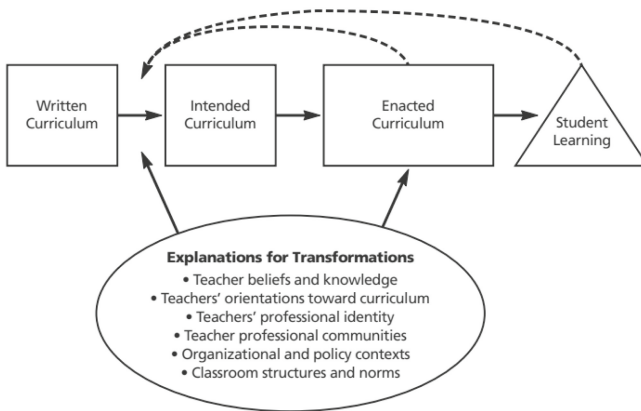 Written
Curriculum
Intended
Curriculum
Enacted
Curriculum
Student
Learning
Explanations for Transformations
• Teacher beliefs and knowledge
• Teachers' orientations toward curriculum
• Teachers' professional identity
• Teacher professional communities
• Organizational and policy contexts
• Classroom structures and norms